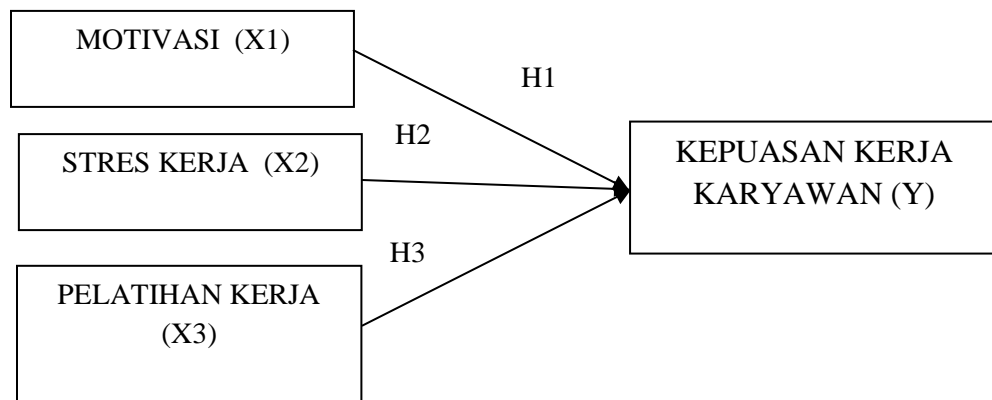 MOTIVASI (X1)
H1
H2
STRES KERJA (X2)
KEPUASAN KERJA
KARYAWAN (Y)
H3
PELATIHAN KERJA
(X3)